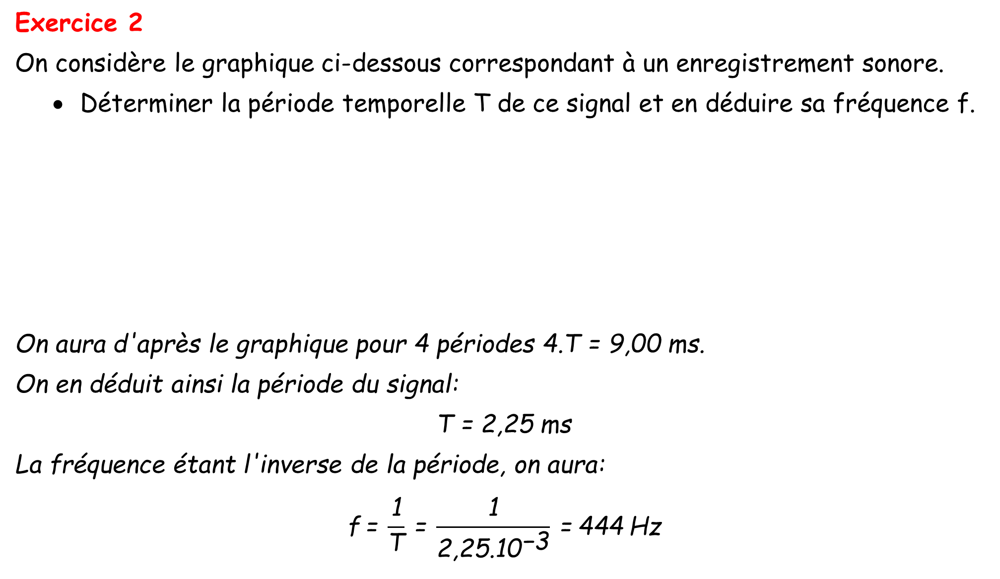 Exercice 2
On considère le graphique ci-dessous correspondant à un enregistrement sonore.
• Déterminer la période temporelle T de ce signal et en déduire sa fréquence f.
On aura d'après le graphique pour 4 périodes 4.T = 9,00 ms.
On en déduit ainsi la période du signal:
T = 2,25 ms
La fréquence étant l'inverse de la période, on aura:
f = 1/T = 1/2,25.10⁻³ = 444 Hz